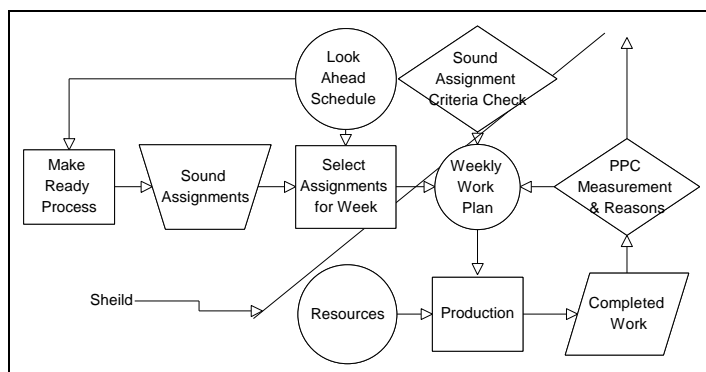 Look
Ahead
Schedule
Sound
Assignment
Criteria Check
Make
Ready
Process
Sound
Assignments
Select
Assignments
for Week
Weekly
Work
Plan
PPC
Measurement
& Reasons
Sheild
Resources
Production
Completed
Work